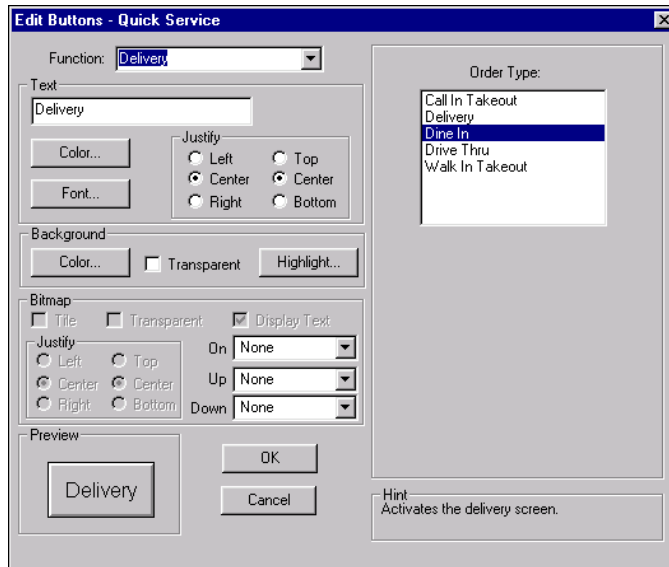 Edit Buttons - Quick Service
Function: Delivery
Text
Delivery
Color...
Font...
Justify
Left Top
Center Center
Right Bottom
Background
Color... Transparent Highlight...
Bitmap
Tile Transparent Display Text
Justify
Left Top
Center Center
Right Bottom
On None
Up None
Down None
Preview
Delivery
OK
Cancel
Order Type:
Call In Takeout
Delivery
Dine In
Drive Thru
Walk In Takeout
Hint
Activates the delivery screen.